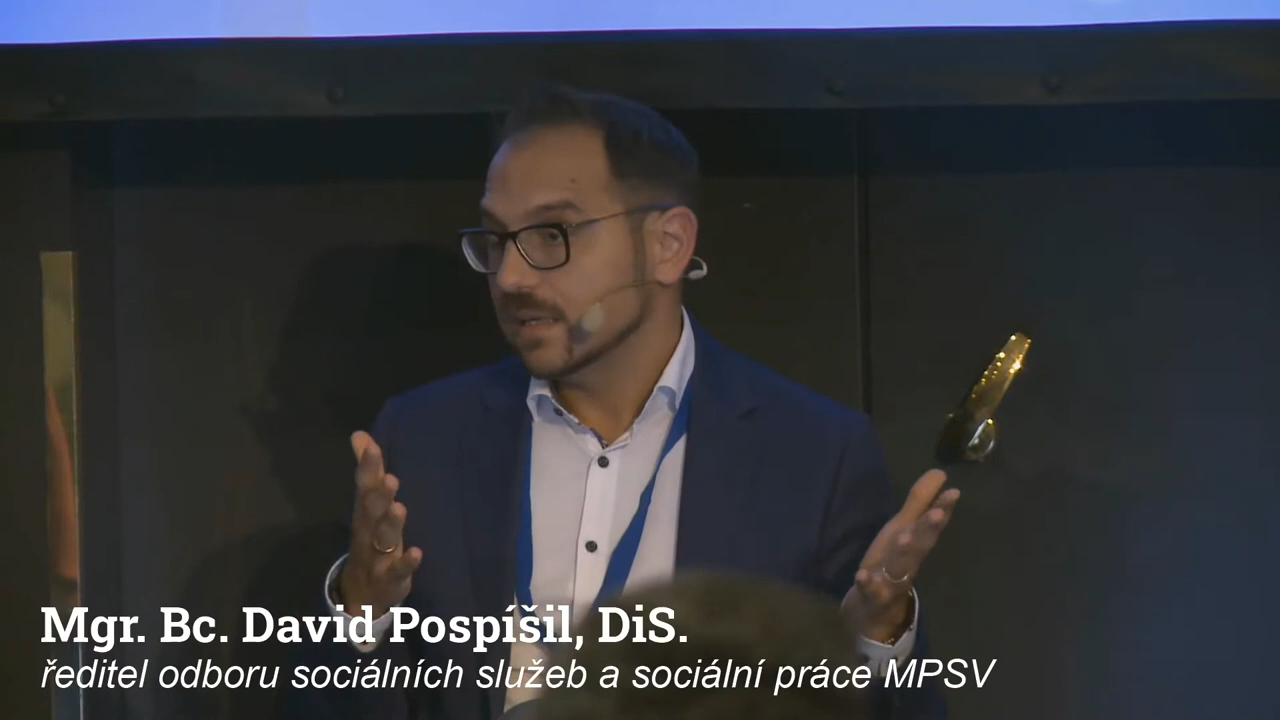 Mgr. Bc. David Pospíšil, DiS.
ředitel odboru sociálních služeb a sociální práce MPSV